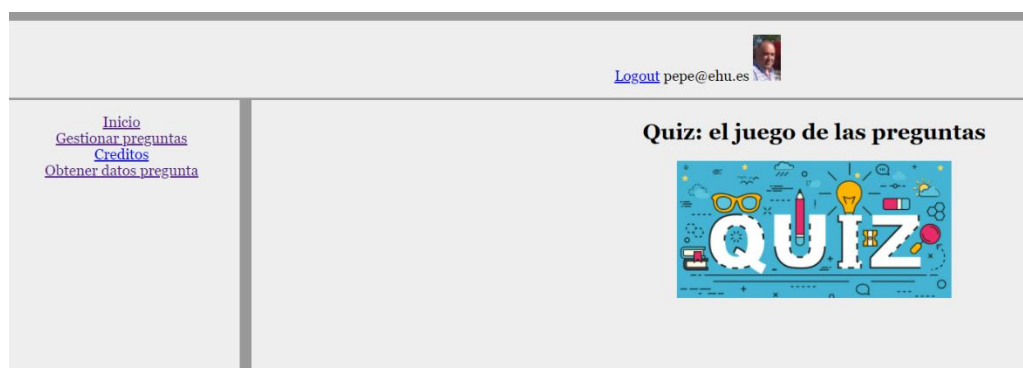 Logout pepe@ehu.es
Inicio
Gestionar preguntas
Creditos
Obtener datos pregunta
Quiz: el juego de las preguntas
QUIZ